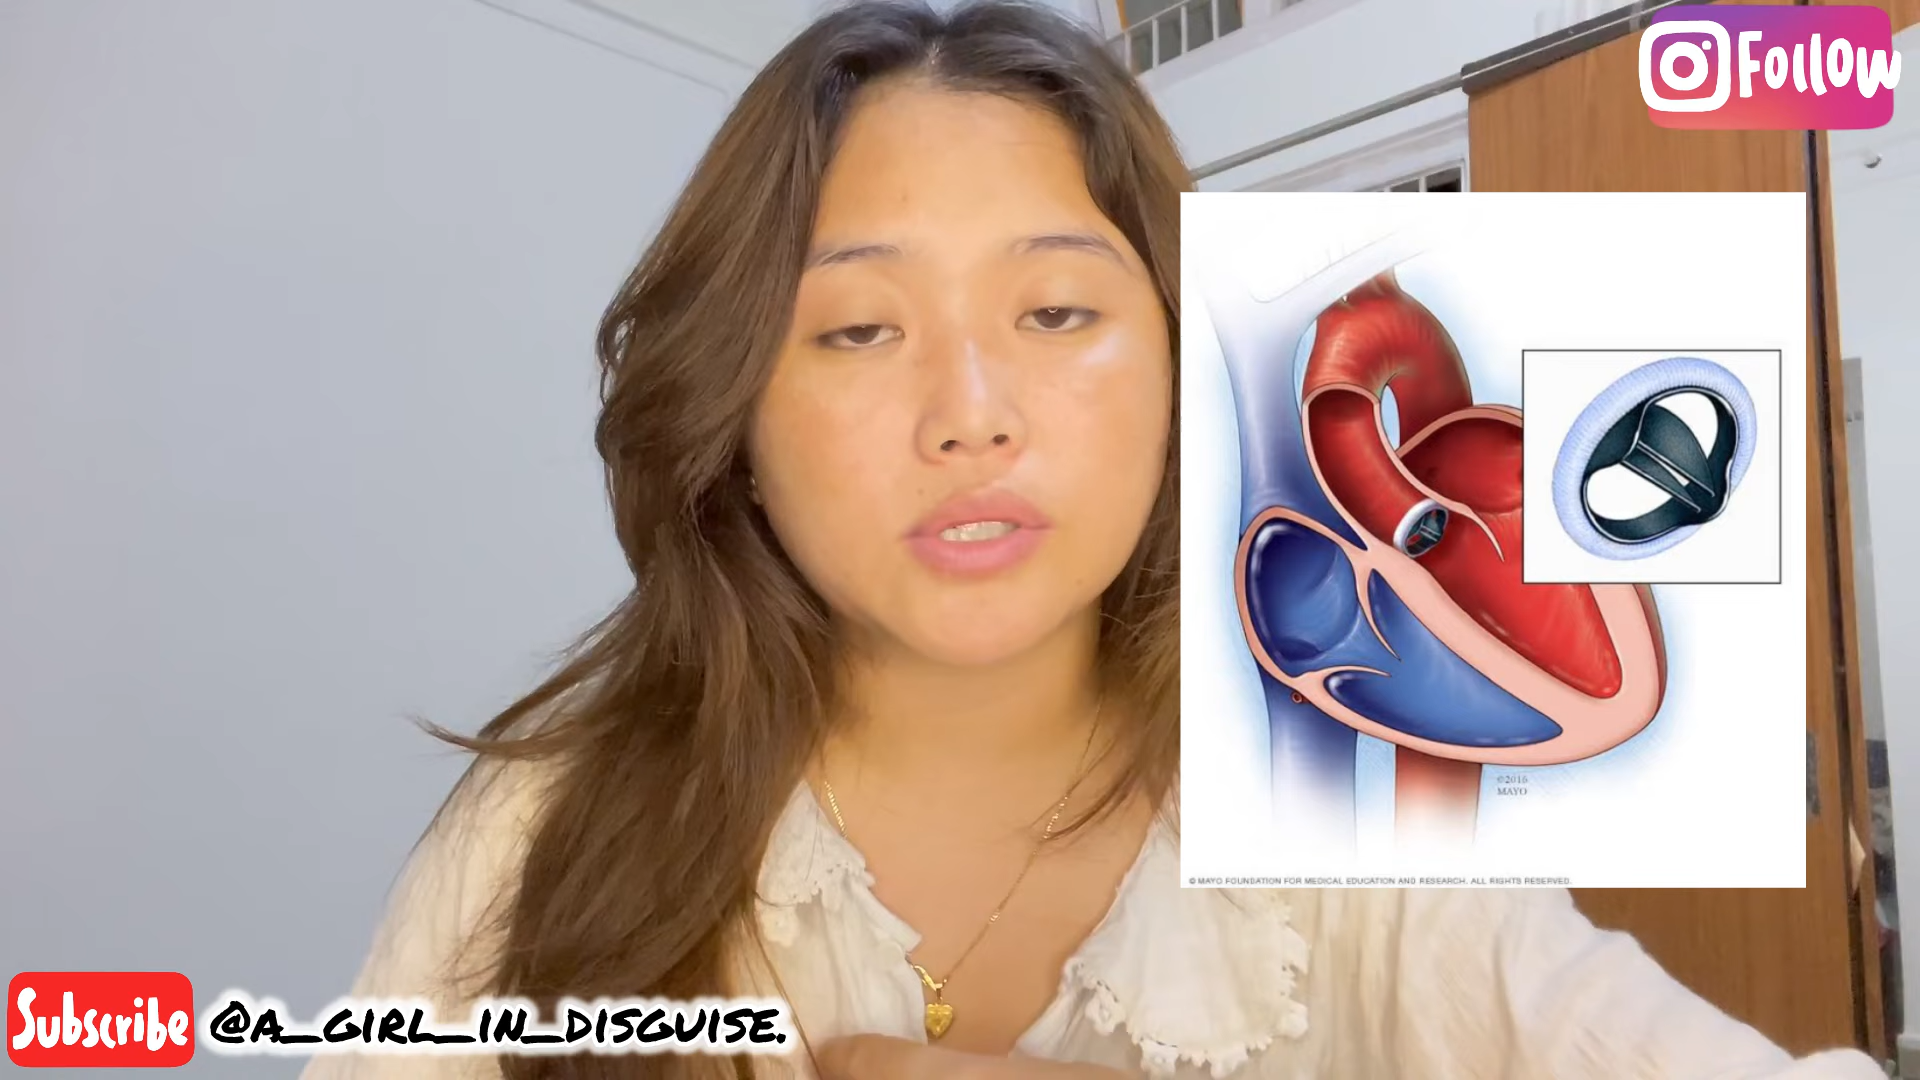 Follow
©2016
MAYO
© MAYO FOUNDATION FOR MEDICAL EDUCATION AND RESEARCH. ALL RIGHTS RESERVED.
Subscribe @A_GIRL_IN_DISGUISE.